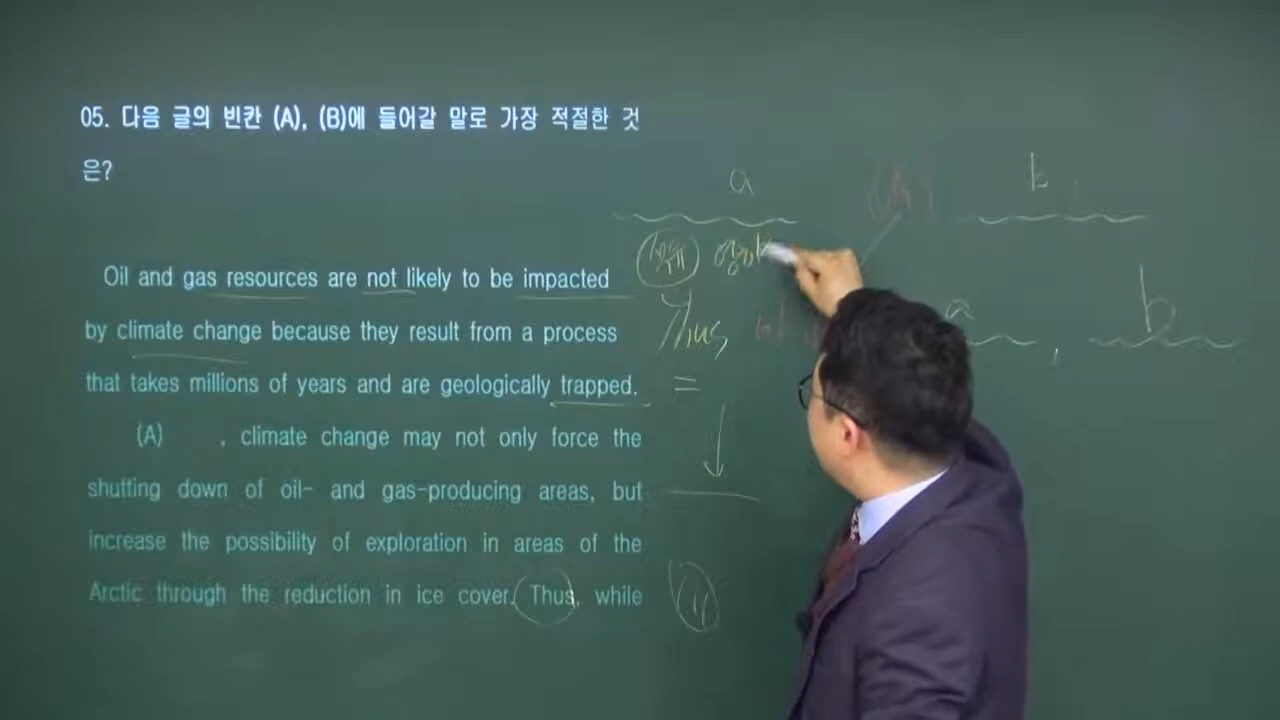 05. 다음 글의 빈칸 (A), (B)에 들어갈 말로 가장 적절한 것
은?
a
b
Oil and gas resources are not likely to be impacted
by climate change because they result from a process
Thus,
a , b
that takes millions of years and are geologically trapped.
=
(A) , climate change may not only force the
shutting down of oil- and gas-producing areas, but
increase the possibility of exploration in areas of the
Arctic through the reduction in ice cover. Thus, while